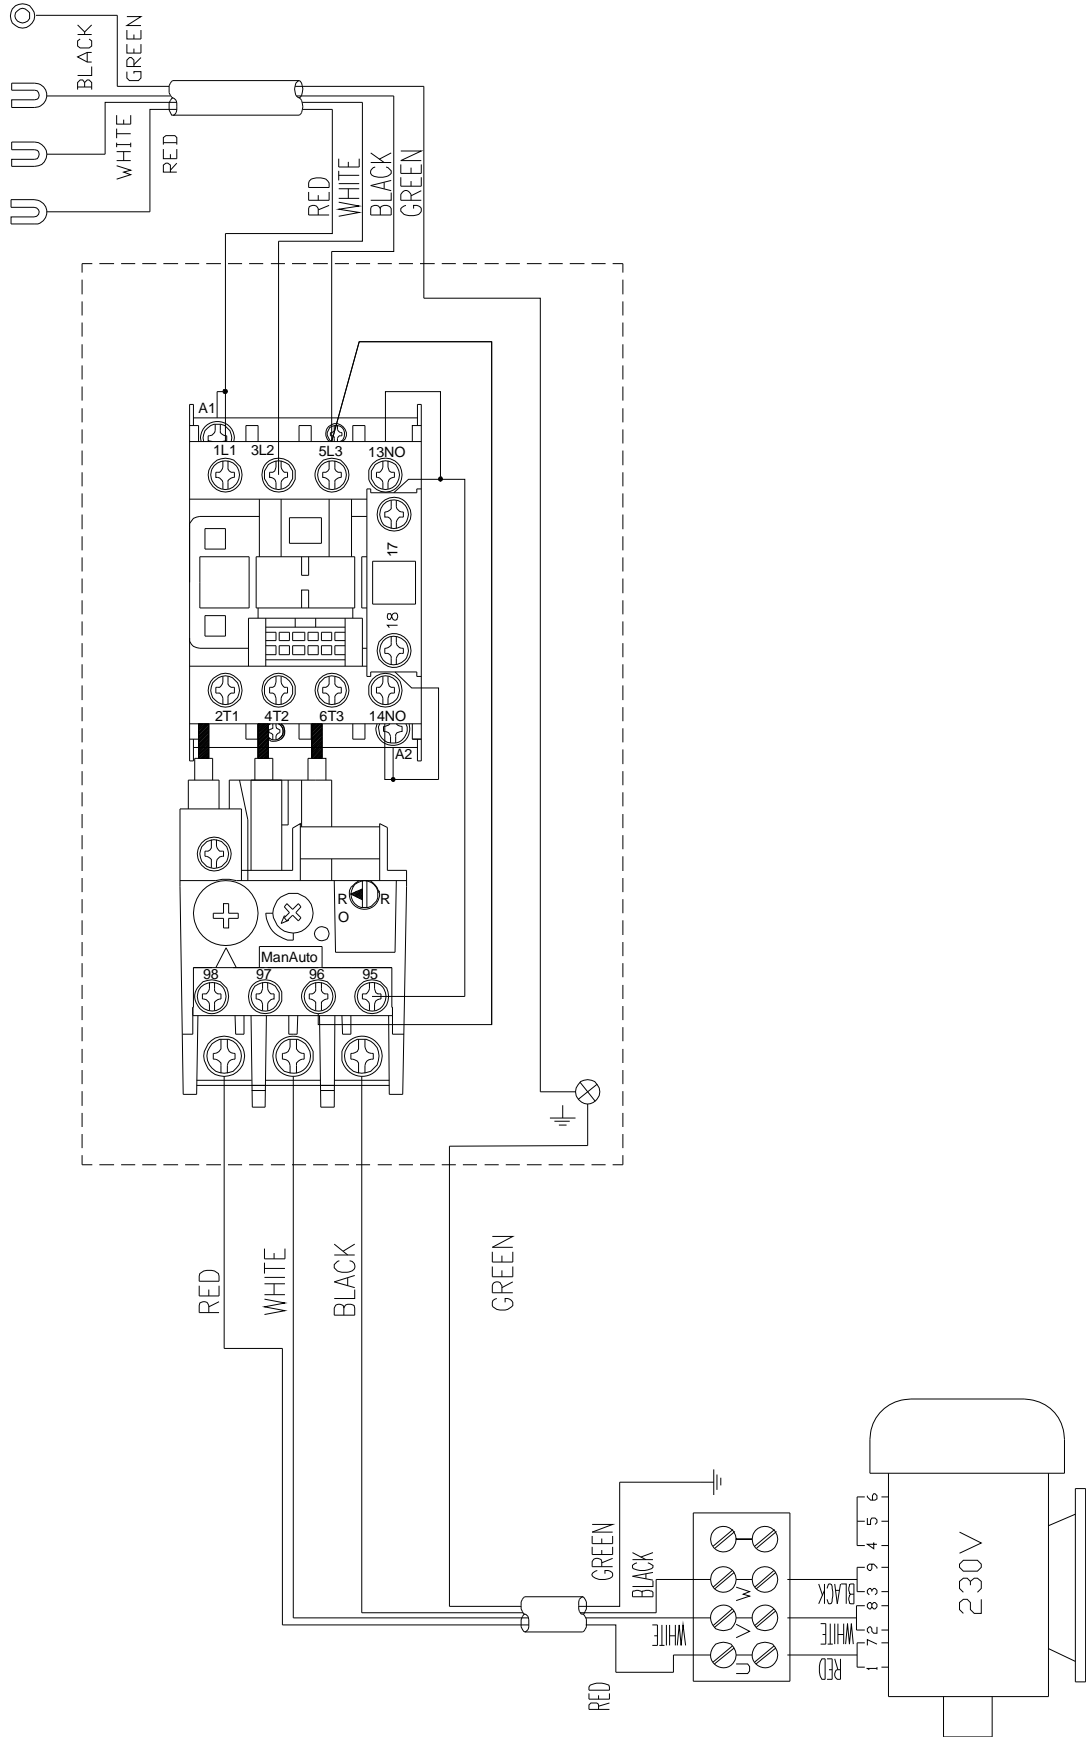 BLACK
GREEN
WHITE
RED
RED
WHITE
BLACK
GREEN
A1
1L1 3L2 5L3 13NO
17
18
2T1 4T2 6T3 14NO
A2
R R
O
ManAuto
98 97 96 95
RED
WHITE
BLACK
GREEN
GREEN
BLACK
WHITE
RED
W
V
U
BLACK
WHITE
RED
6
5
4
9
3
8
2
7
1
230V